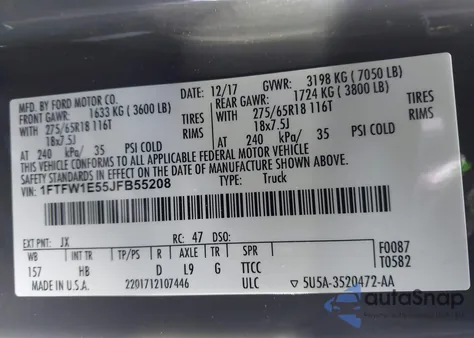 MFD. BY FORD MOTOR CO.
DATE: 12/17 GVWR: 3198 KG (7050 LB)
FRONT GAWR: 1633 KG (3600 LB) REAR GAWR: 1724 KG (3800 LB)
WITH 275/65R18 116T TIRES WITH 275/65R18 116T TIRES
18x7.5J RIMS 18x7.5J RIMS
AT 240 kPa/ 35 PSI COLD AT 240 kPa/ 35 PSI COLD
THIS VEHICLE CONFORMS TO ALL APPLICABLE FEDERAL MOTOR VEHICLE
SAFETY STANDARDS IN EFFECT ON THE DATE OF MANUFACTURE SHOWN ABOVE.
VIN: 1FTFW1E55JFB55208 TYPE: Truck
EXT PNT: JX RC: 47 DSO: F0087
WB INT TR TP/PS R AXLE TR SPR T0582
157 HB D L9 G TTCC
MADE IN U.S.A. 2201712107446 ULC ▽ 5U5A-3520472-AA
autoSnap